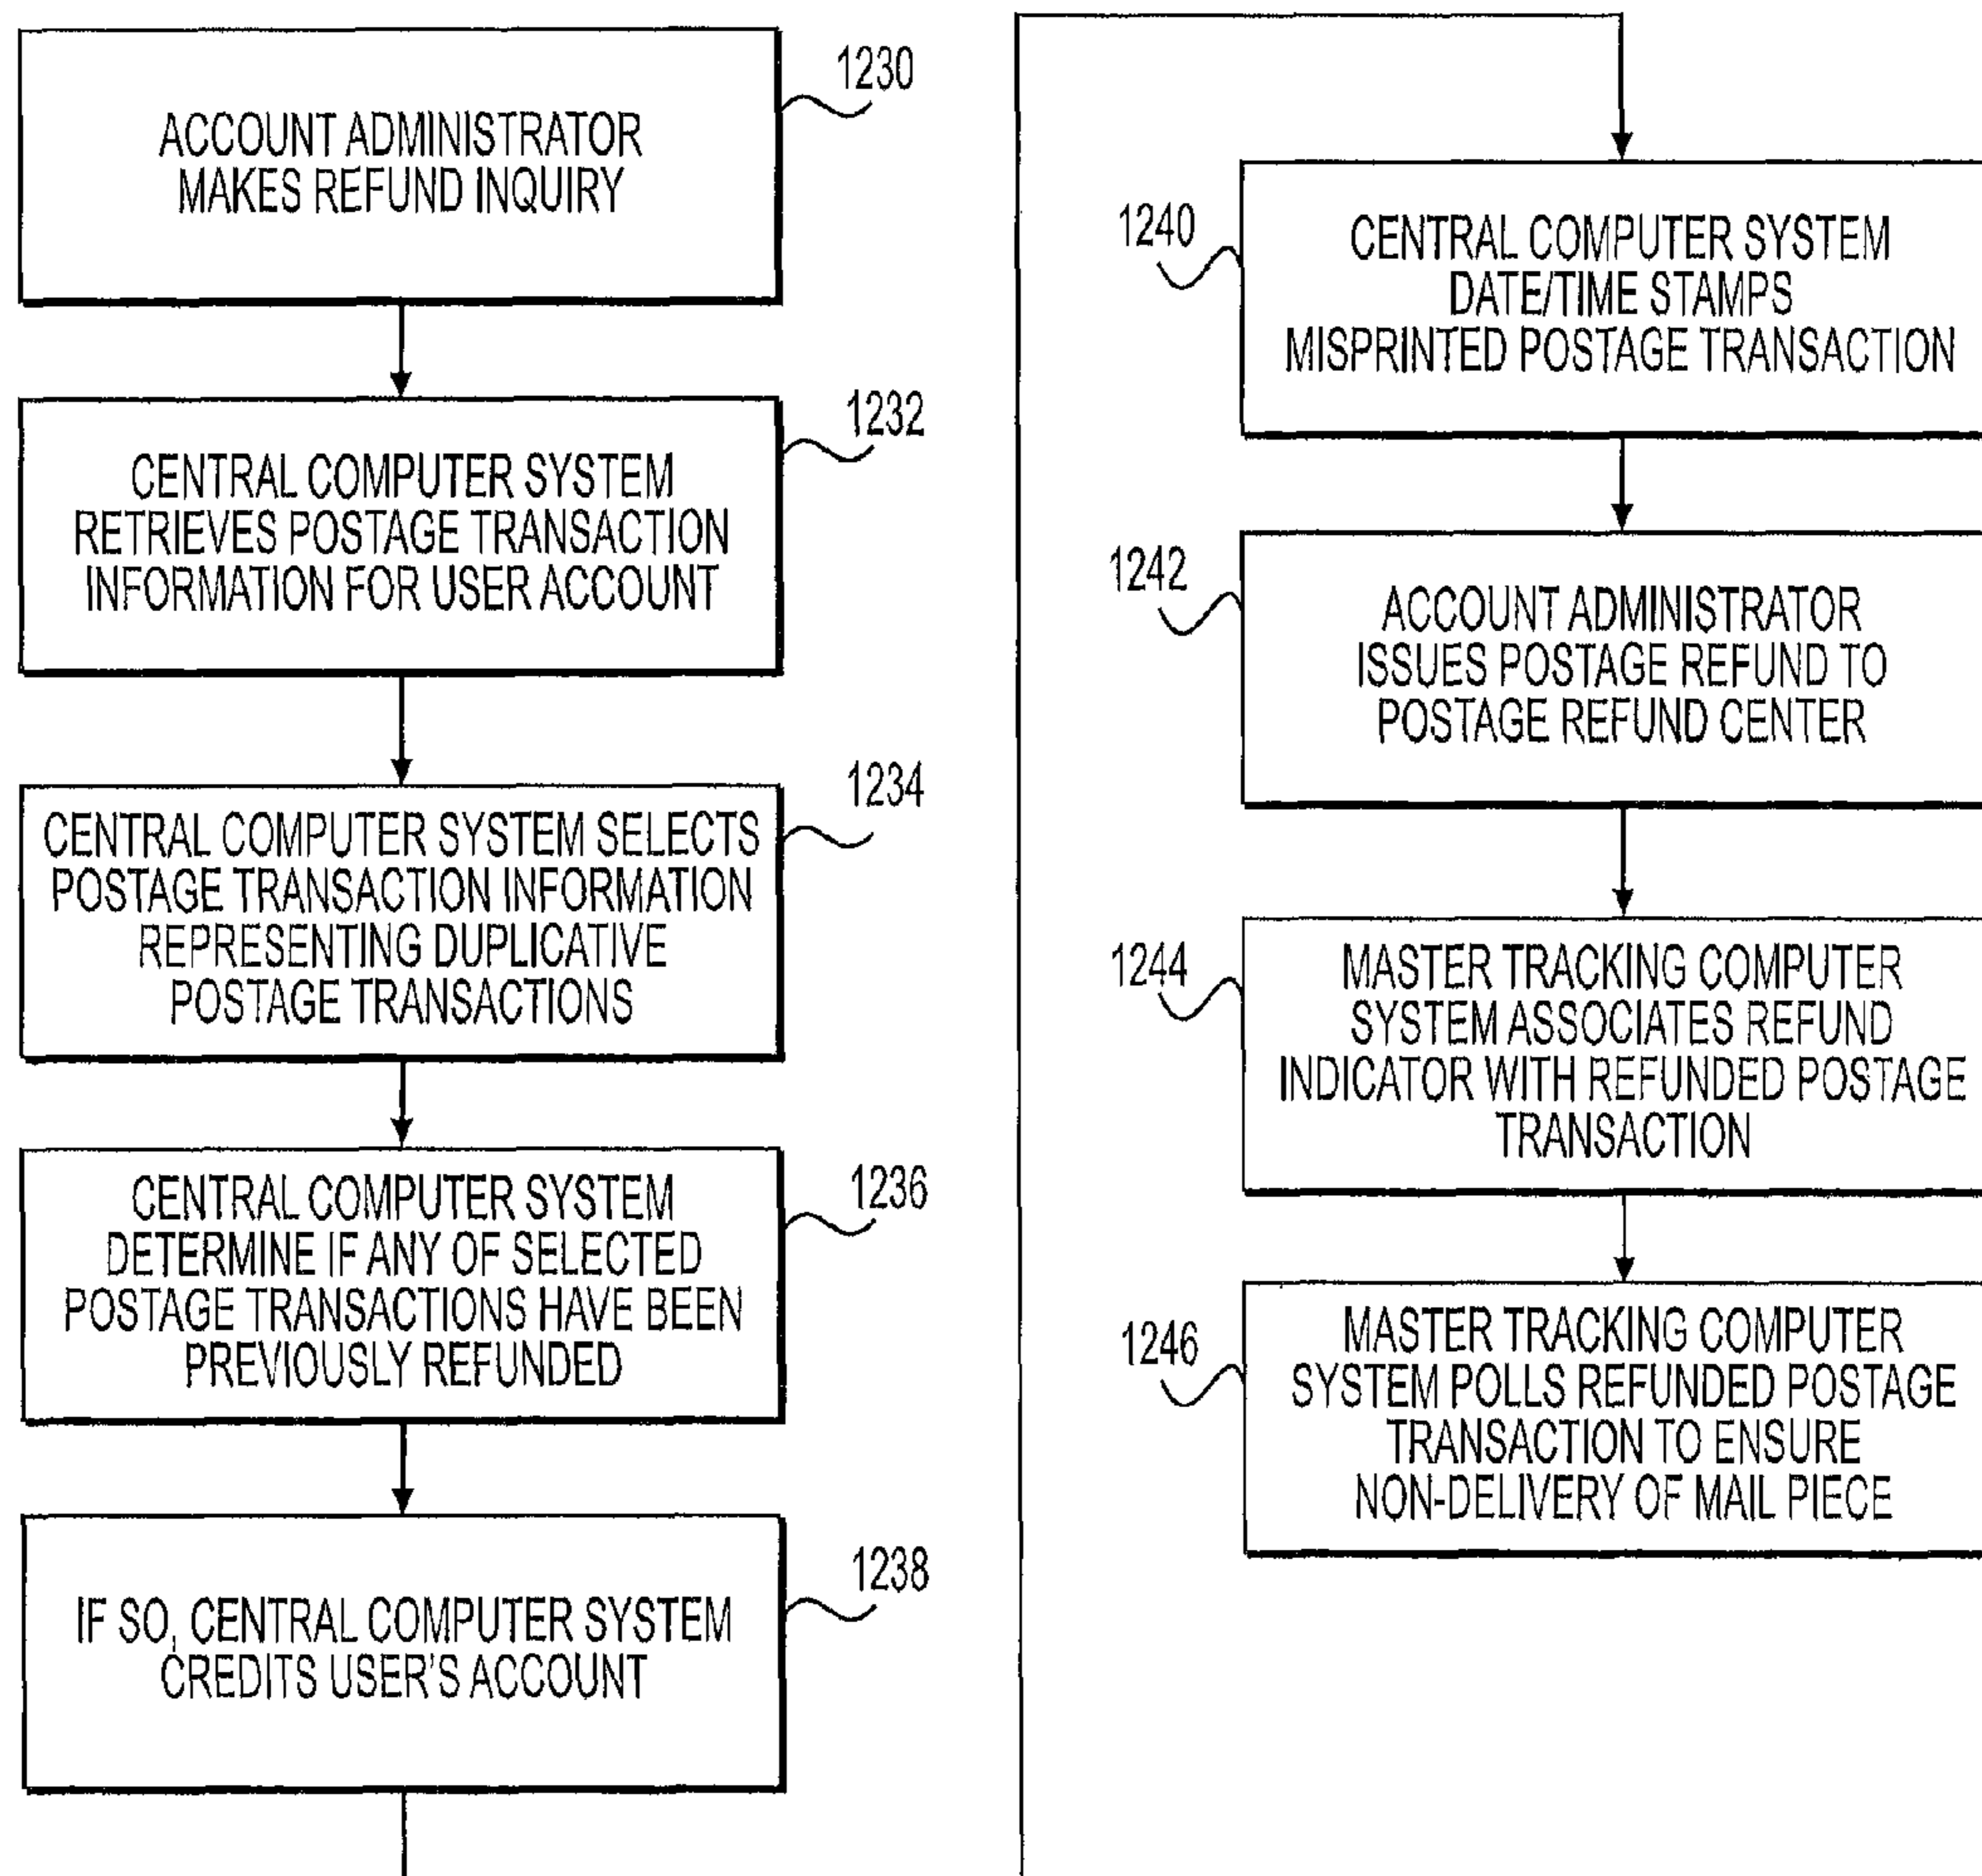 1230
ACCOUNT ADMINISTRATOR
MAKES REFUND INQUIRY
1232
CENTRAL COMPUTER SYSTEM
RETRIEVES POSTAGE TRANSACTION
INFORMATION FOR USER ACCOUNT
1234
CENTRAL COMPUTER SYSTEM SELECTS
POSTAGE TRANSACTION INFORMATION
REPRESENTING DUPLICATIVE
POSTAGE TRANSACTIONS
1236
CENTRAL COMPUTER SYSTEM
DETERMINE IF ANY OF SELECTED
POSTAGE TRANSACTIONS HAVE BEEN
PREVIOUSLY REFUNDED
1238
IF SO, CENTRAL COMPUTER SYSTEM
CREDITS USER'S ACCOUNT
1240
CENTRAL COMPUTER SYSTEM
DATE/TIME STAMPS
MISPRINTED POSTAGE TRANSACTION
1242
ACCOUNT ADMINISTRATOR
ISSUES POSTAGE REFUND TO
POSTAGE REFUND CENTER
1244
MASTER TRACKING COMPUTER
SYSTEM ASSOCIATES REFUND
INDICATOR WITH REFUNDED POSTAGE
TRANSACTION
1246
MASTER TRACKING COMPUTER
SYSTEM POLLS REFUNDED POSTAGE
TRANSACTION TO ENSURE
NON-DELIVERY OF MAIL PIECE